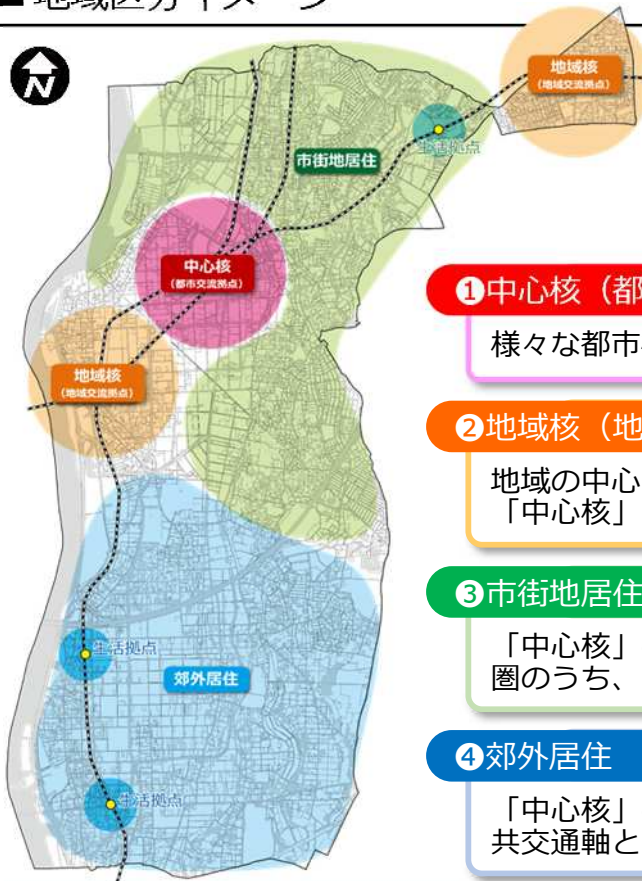 ■地域区分イメージ
N
地域核
(地域交流拠点)
生活拠点
市街地居住
中心核
(都市交流拠点)
地域核
(地域交流拠点)
生活拠点
郊外居住
生活拠点
❶中心核（都
様々な都市
❷地域核（地
地域の中心
「中心核」
❸市街地居住
「中心核」
圏のうち、
❹郊外居住
「中心核」
共交通軸と